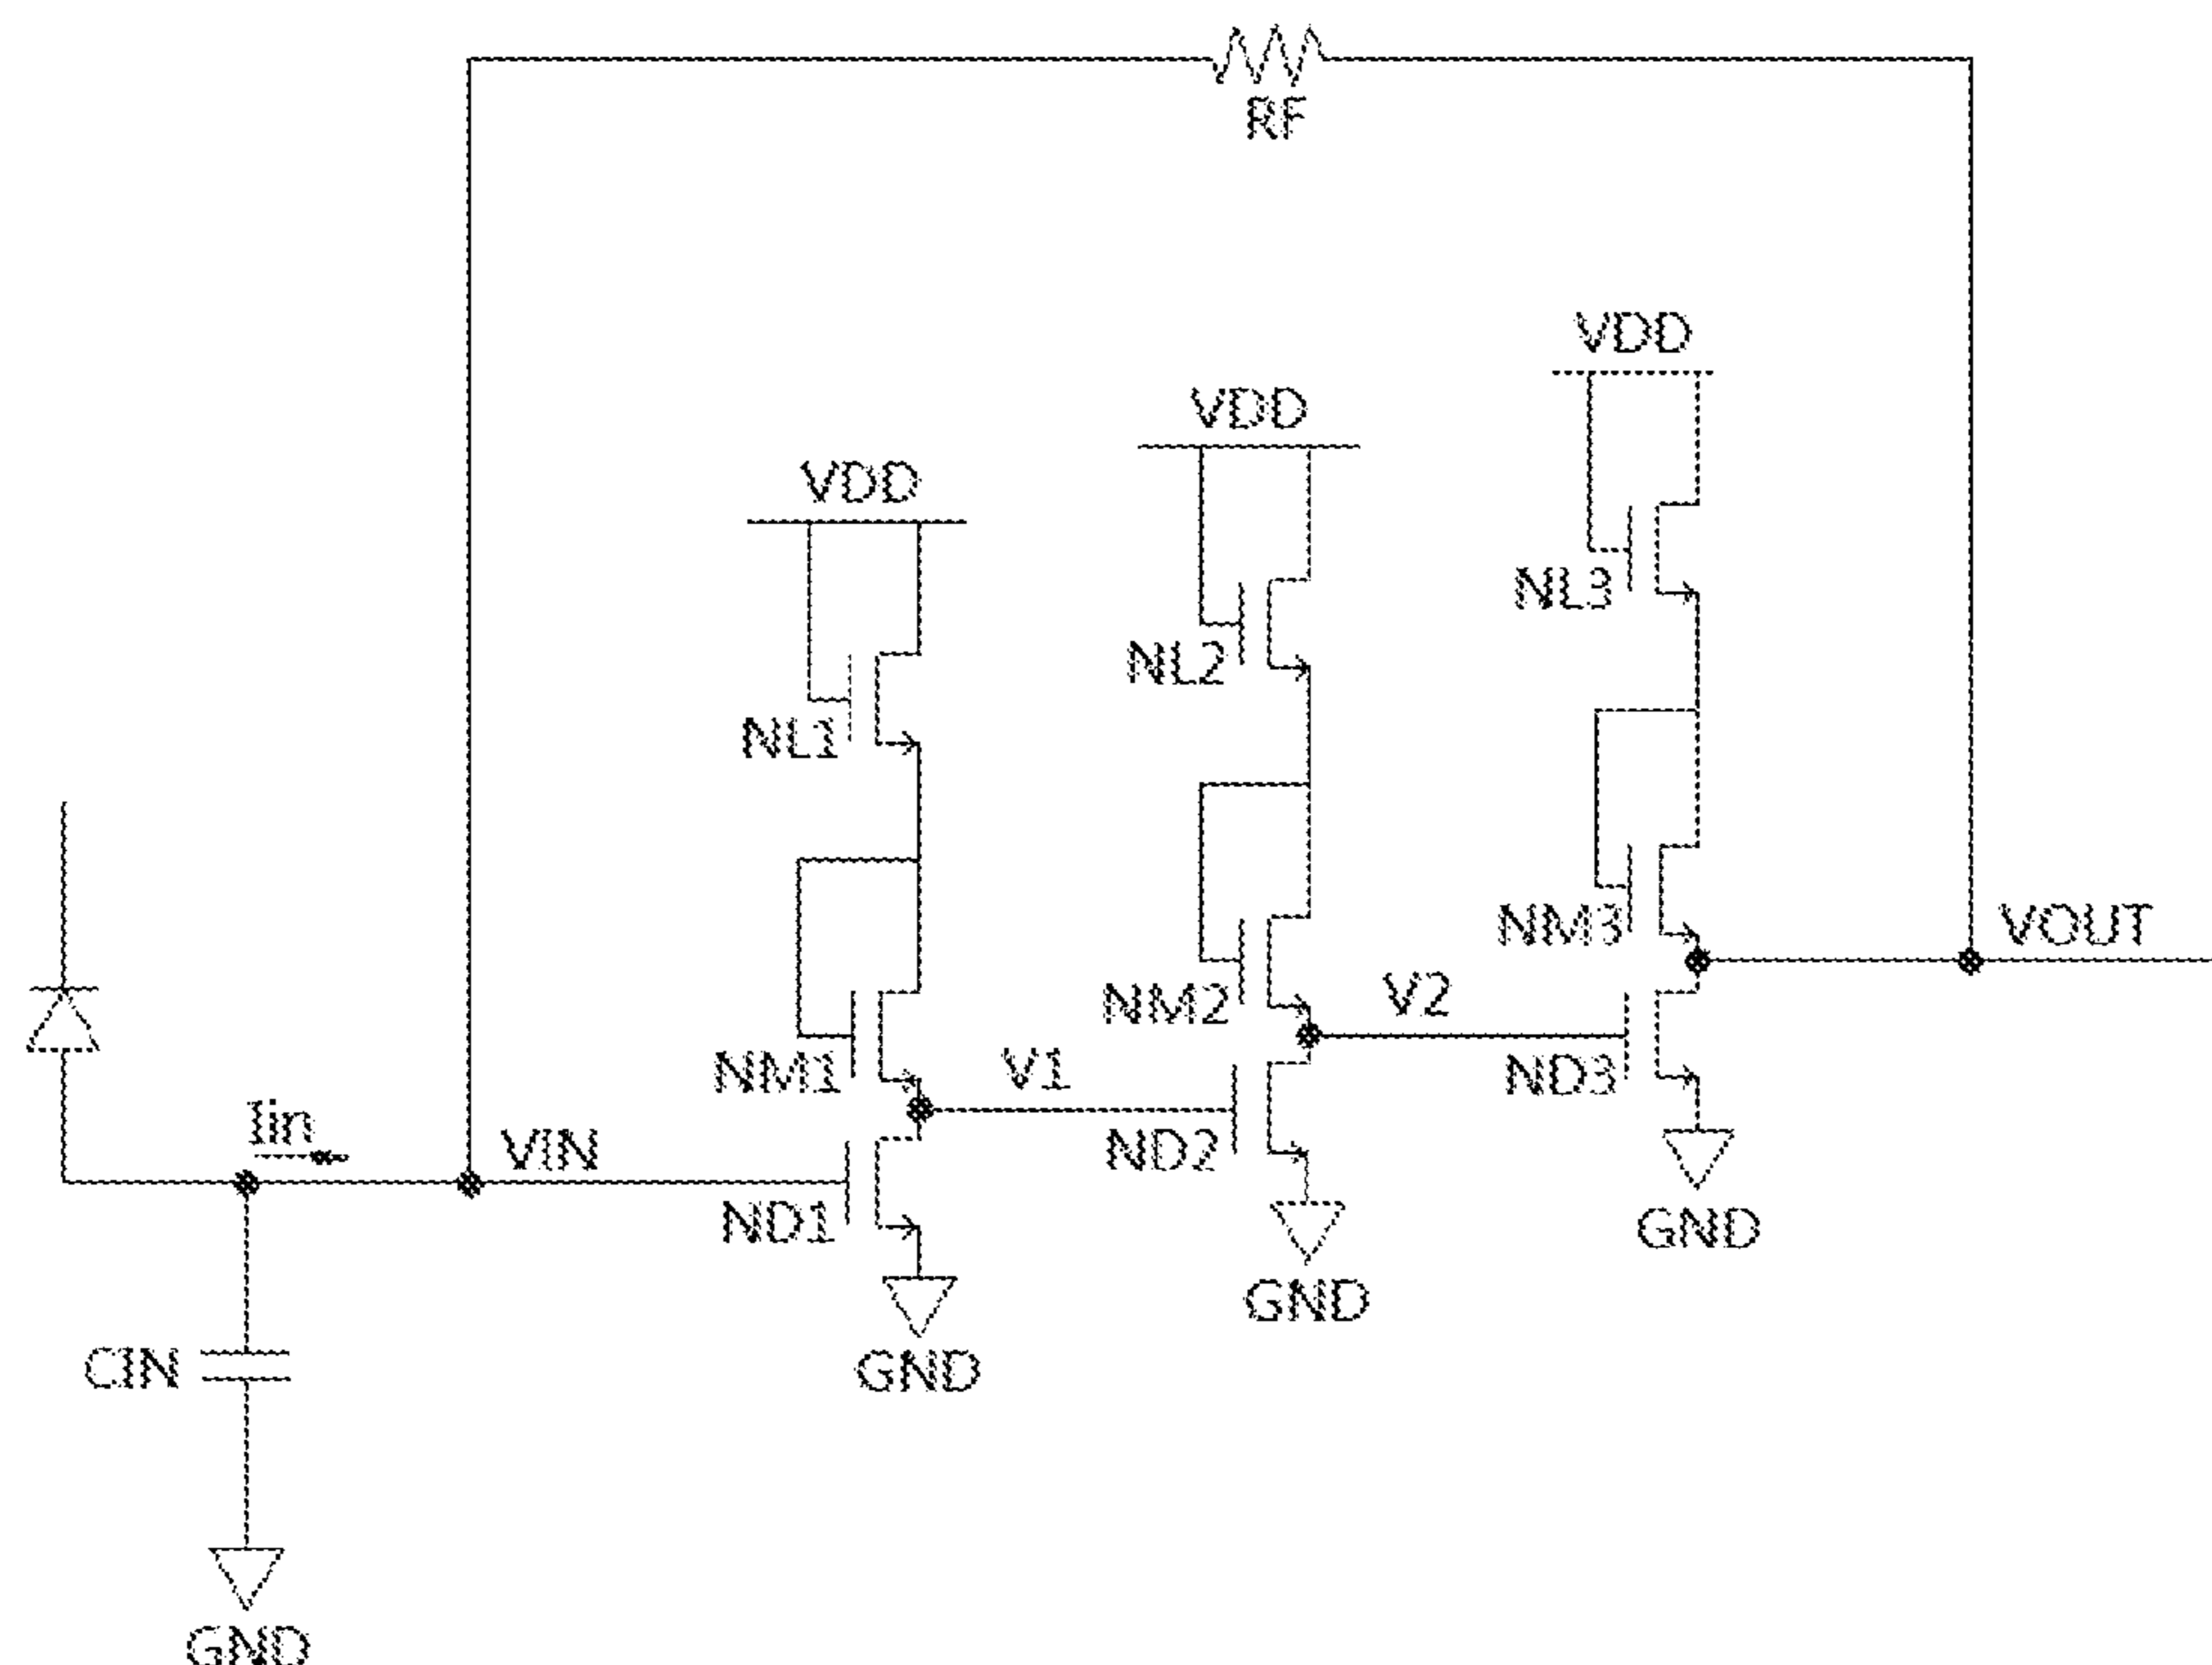 RF
VDD
VDD
VDD
NL3
NL2
NL1
NM3
VOUT
V2
NM2
NM1
V1
ND3
Iin
VIN
ND2
ND1
GND
GND
CIN
GND
GND